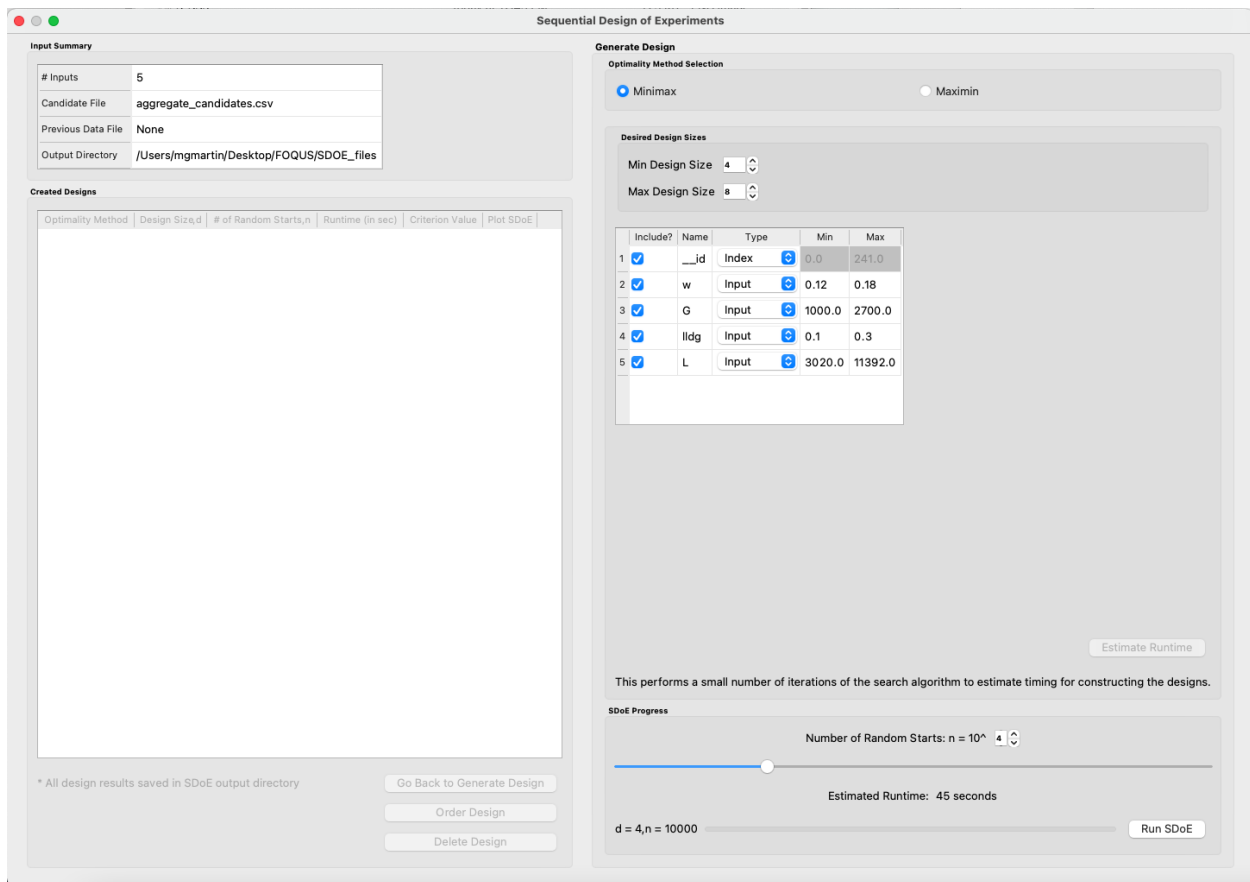 Sequential Design of Experiments
Input Summary
# Inputs 5
Candidate File aggregate_candidates.csv
Previous Data File None
Output Directory /Users/mgmartin/Desktop/FOQUS/SDOE_files
Created Designs
Optimality Method Design Size,d # of Random Starts,n Runtime (in sec) Criterion Value Plot SDoE
* All design results saved in SDoE output directory
Go Back to Generate Design
Order Design
Delete Design
Generate Design
Optimality Method Selection
Minimax Maximin
Desired Design Sizes
Min Design Size 4
Max Design Size 8
Include? Name Type Min Max
1 __id Index 0.0 241.0
2 w Input 0.12 0.18
3 G Input 1000.0 2700.0
4 lldg Input 0.1 0.3
5 L Input 3020.0 11392.0
Estimate Runtime
This performs a small number of iterations of the search algorithm to estimate timing for constructing the designs.
SDoE Progress
Number of Random Starts: n = 10^ 4
Estimated Runtime: 45 seconds
d = 4,n = 10000 Run SDoE